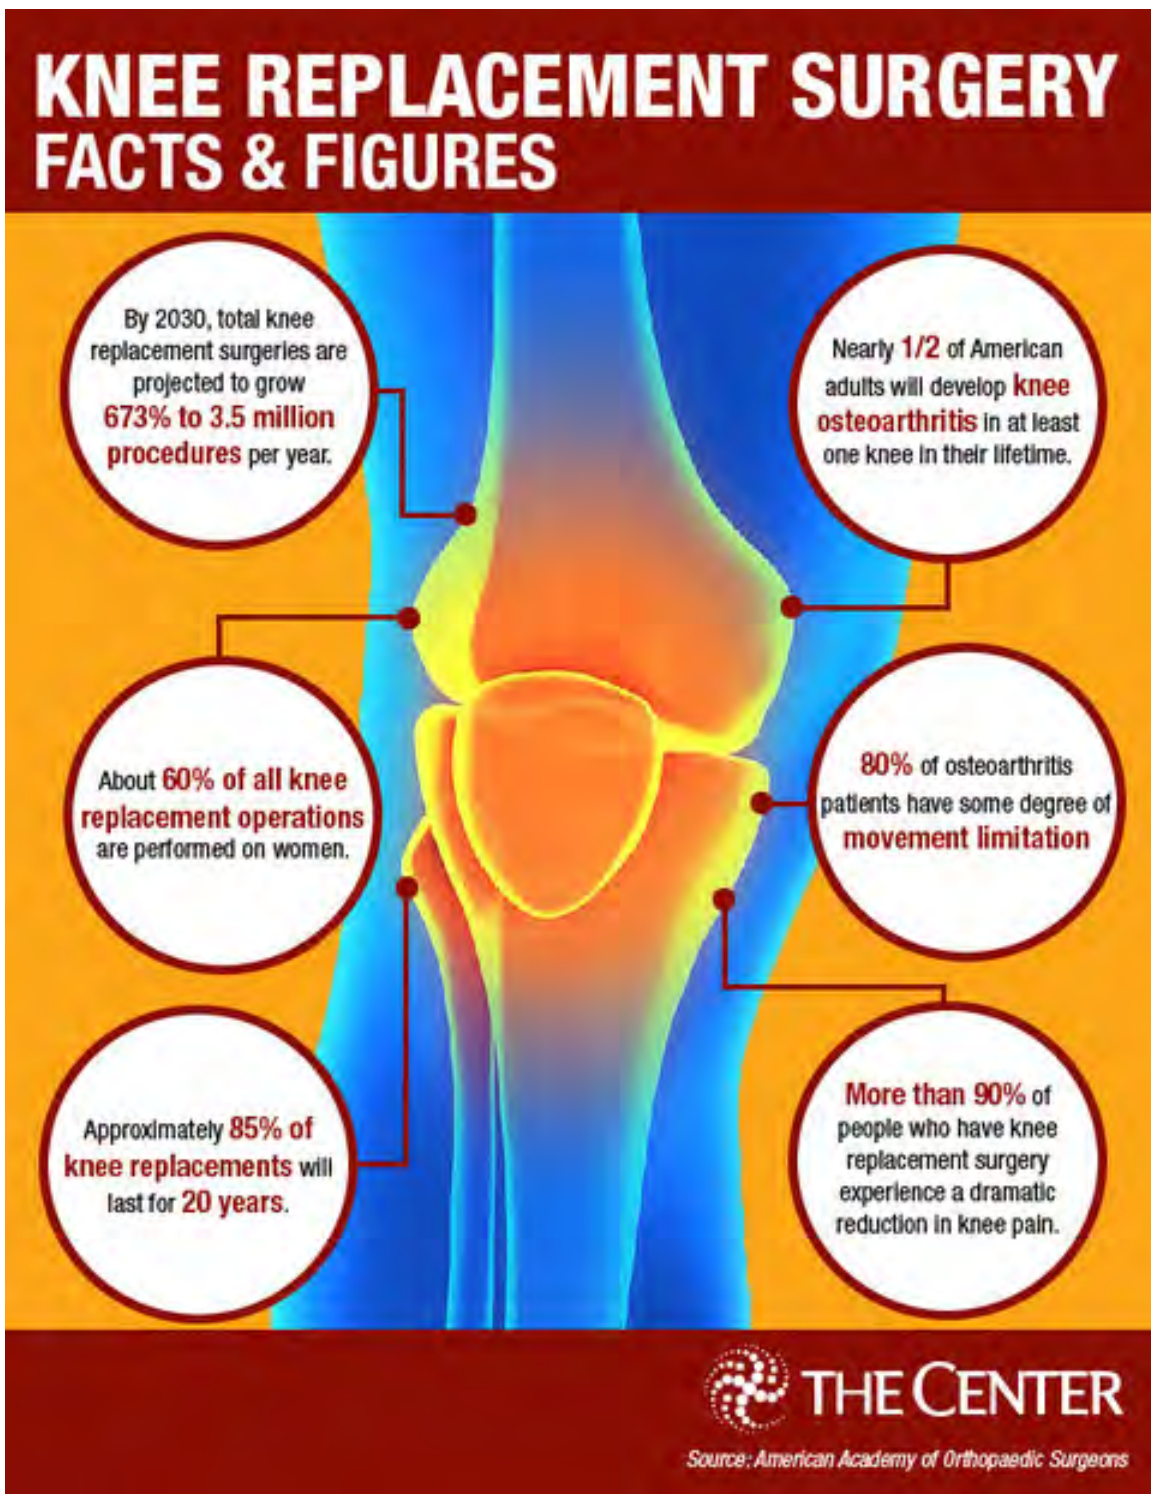 KNEE REPLACEMENT SURGERY
FACTS & FIGURES
By 2030, total knee
replacement surgeries are
projected to grow
673% to 3.5 million
procedures per year.
Nearly 1/2 of American
adults will develop knee
osteoarthritis in at least
one knee in their lifetime.
About 60% of all knee
replacement operations
are performed on women.
80% of osteoarthritis
patients have some degree of
movement limitation
Approximately 85% of
knee replacements will
last for 20 years.
More than 90% of
people who have knee
replacement surgery
experience a dramatic
reduction in knee pain.
THE CENTER
Source: American Academy of Orthopaedic Surgeons